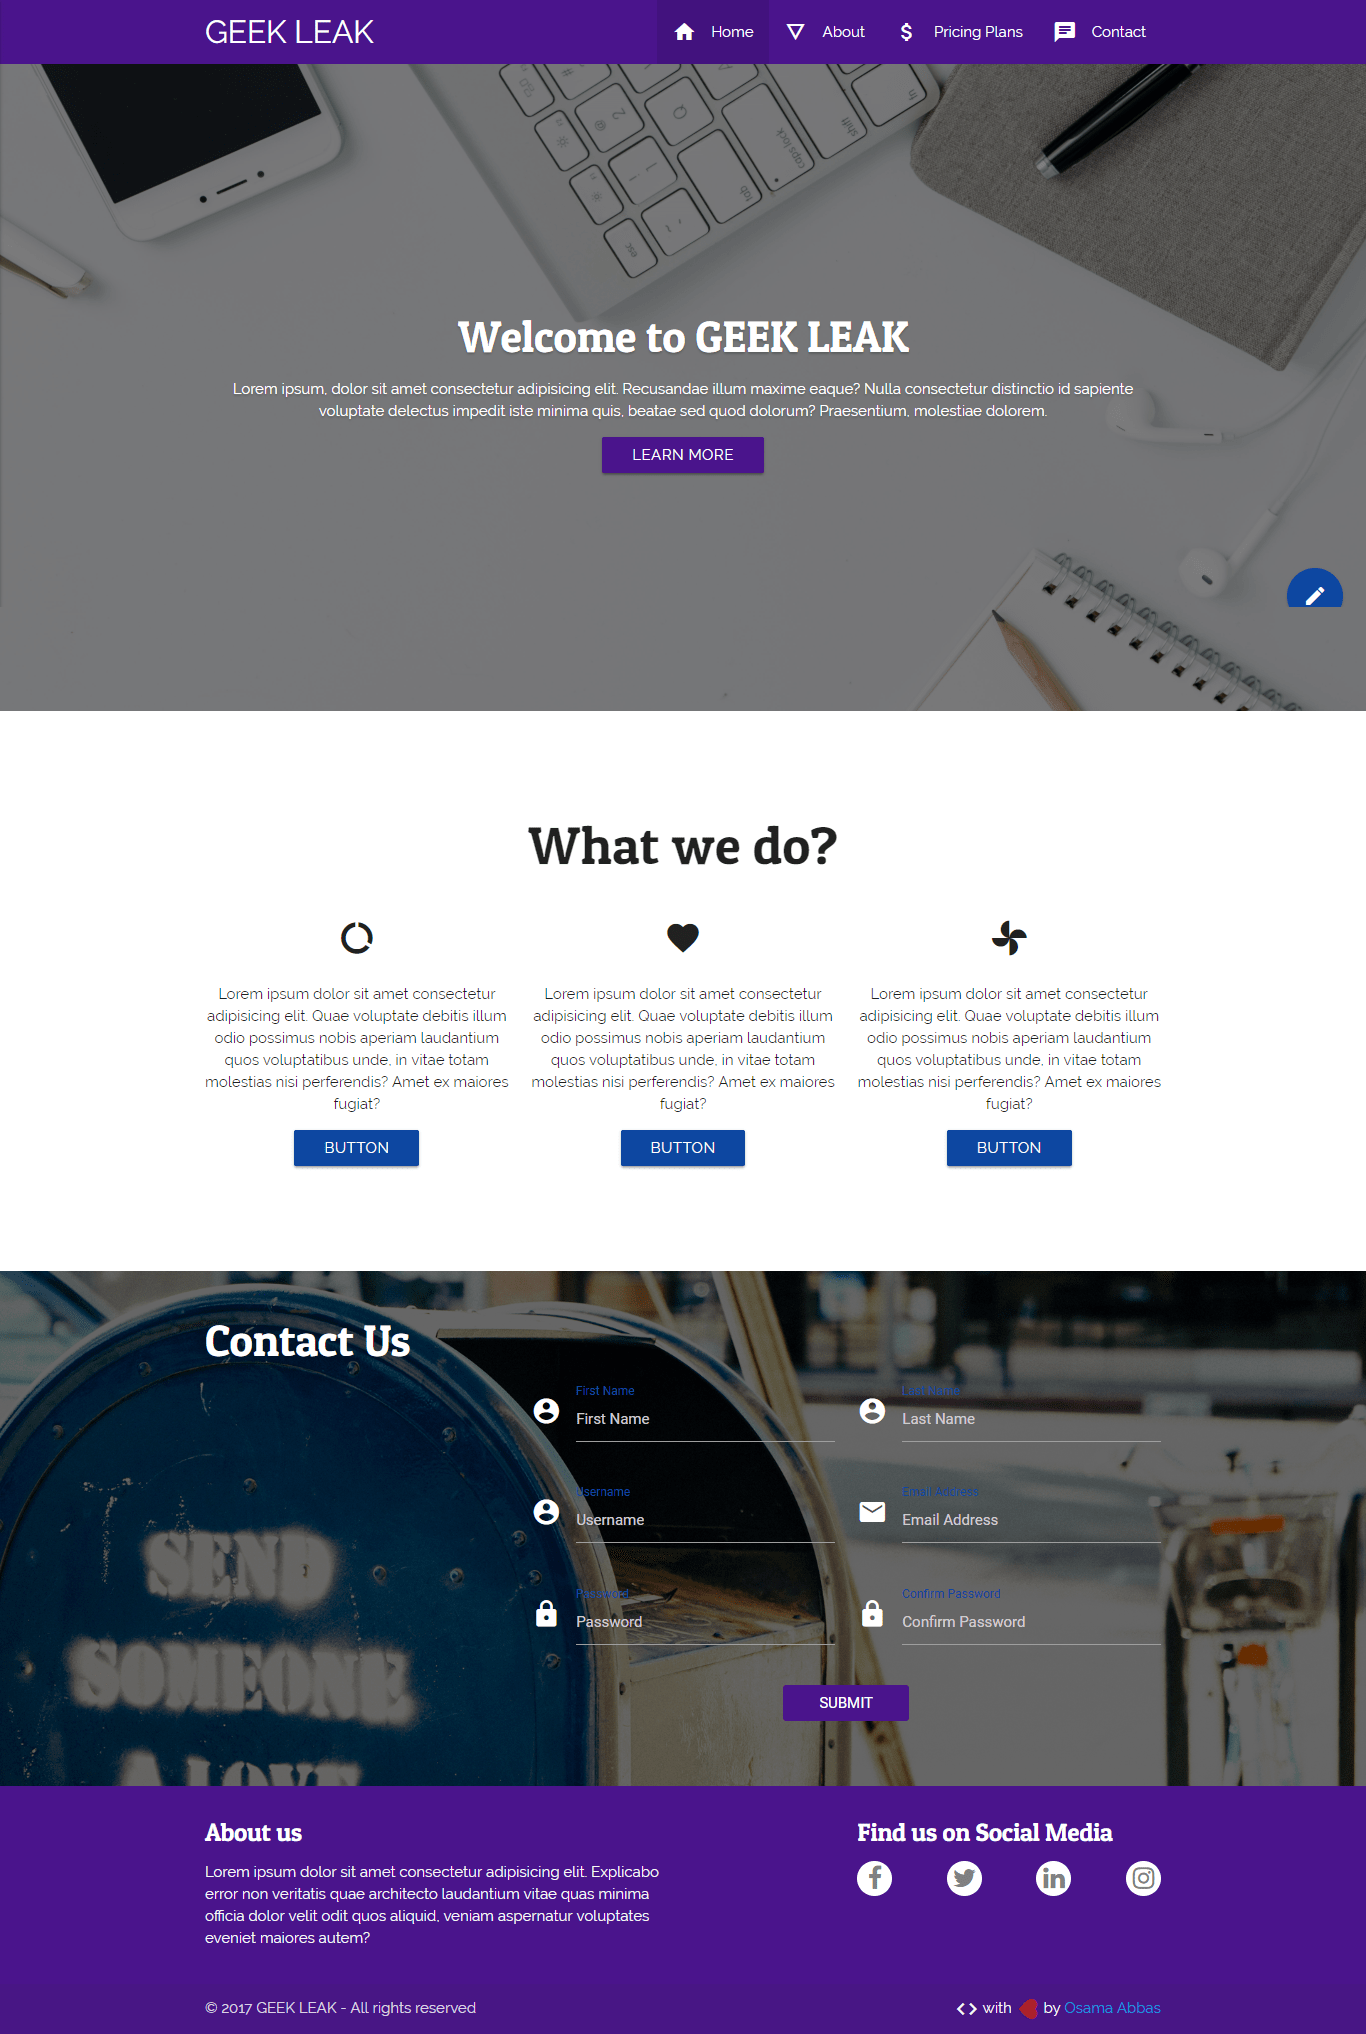 GEEK LEAK
Home
About
Pricing Plans
Contact
Welcome to GEEK LEAK
Lorem ipsum, dolor sit amet consectetur adipisicing elit. Recusandae illum maxime eaque? Nulla consectetur distinctio id sapiente
voluptate delectus impedit iste minima quis, beatae sed quod dolorum? Praesentium, molestiae dolorem.
LEARN MORE
esc
tab
caps lock
shift
fn
Q
2
@
What we do?
Lorem ipsum dolor sit amet consectetur
adipisicing elit. Quae voluptate debitis illum
odio possimus nobis aperiam laudantium
quos voluptatibus unde, in vitae totam
molestias nisi perferendis? Amet ex maiores
fugiat?
BUTTON
Lorem ipsum dolor sit amet consectetur
adipisicing elit. Quae voluptate debitis illum
odio possimus nobis aperiam laudantium
quos voluptatibus unde, in vitae totam
molestias nisi perferendis? Amet ex maiores
fugiat?
BUTTON
Lorem ipsum dolor sit amet consectetur
adipisicing elit. Quae voluptate debitis illum
odio possimus nobis aperiam laudantium
quos voluptatibus unde, in vitae totam
molestias nisi perferendis? Amet ex maiores
fugiat?
BUTTON
Contact Us
First Name
First Name
Last Name
Last Name
Username
Username
Email Address
Email Address
Password
Password
Confirm Password
Confirm Password
SUBMIT
SEND
SOMEONE
A LOVE
About us
Lorem ipsum dolor sit amet consectetur adipisicing elit. Explicabo
error non veritatis quae architecto laudantium vitae quas minima
officia dolor velit odit quos aliquid, veniam aspernatur voluptates
eveniet maiores autem?
Find us on Social Media
© 2017 GEEK LEAK - All rights reserved
<> with by Osama Abbas